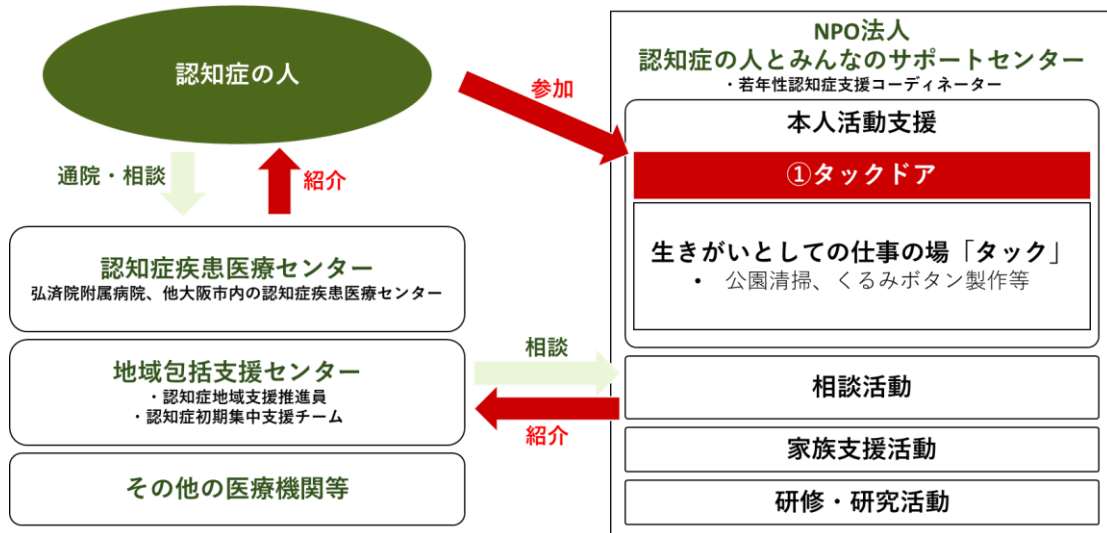 認知症の人
通院・相談
紹介
認知症疾患医療センター
弘済院附属病院、他大阪市内の認知症疾患医療センター
地域包括支援センター
・認知症地域支援推進員
・認知症初期集中支援チーム
その他の医療機関等
参加
相談
紹介
NPO法人
認知症の人とみんなのサポートセンター
・若年性認知症支援コーディネーター
本人活動支援
①タックドア
生きがいとしての仕事の場「タック」
• 公園清掃、くるみボタン製作等
相談活動
家族支援活動
研修・研究活動